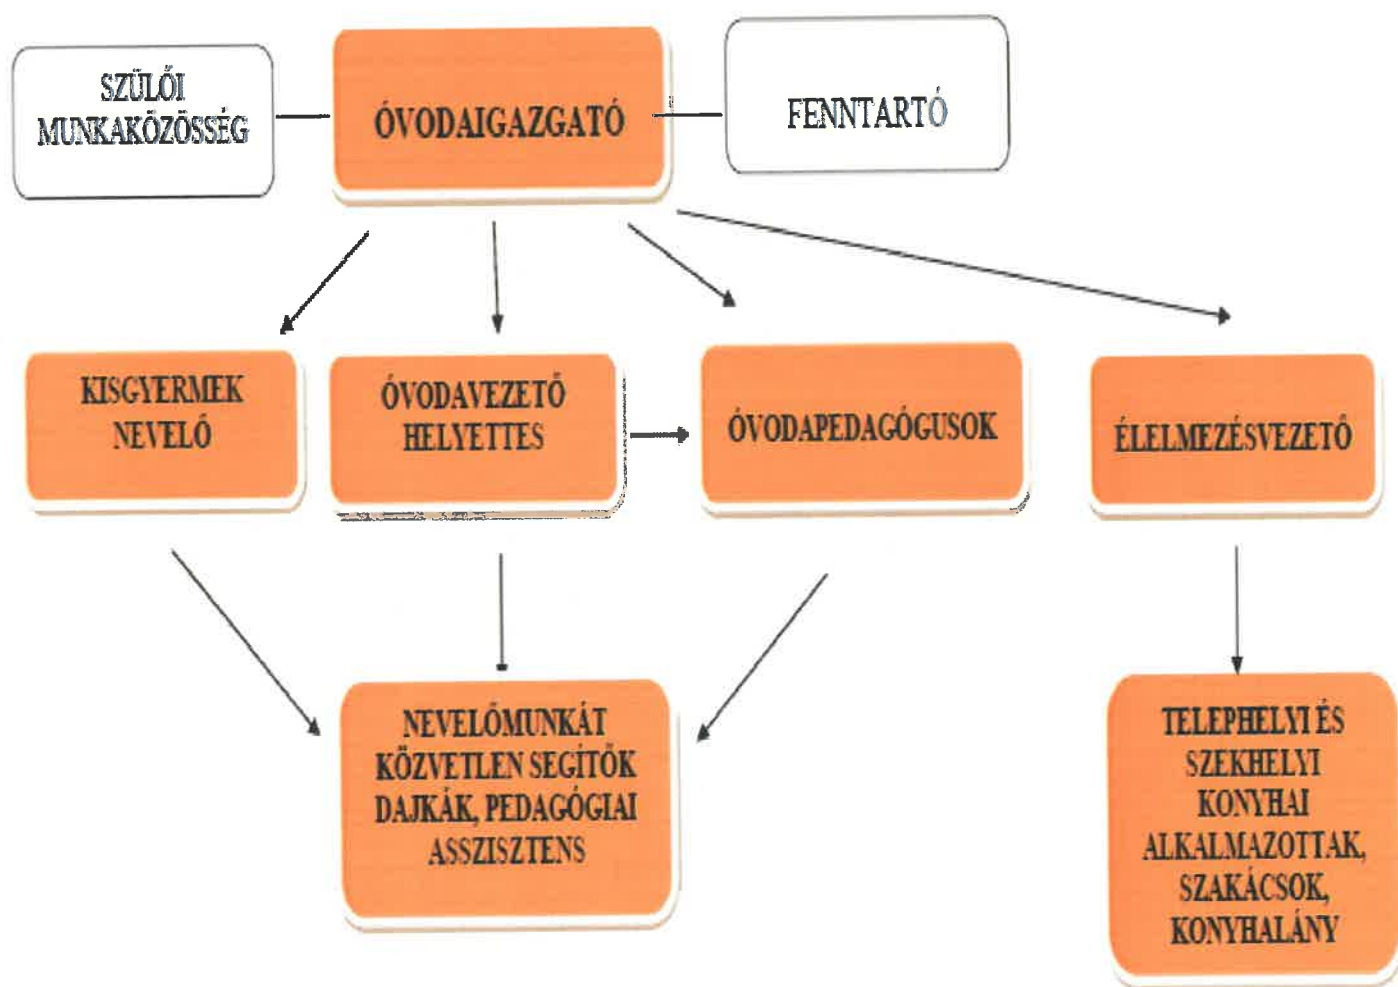 SZÜLŐI
MUNKAKÖZÖSSÉG
ÓVODAIGAZGATÓ
FENNTARTÓ
KISGYERMEK
NEVELŐ
ÓVODAVEZETŐ
HELYETTES
ÓVODAPEDAGÓGUSOK
ÉLELMEZÉSVEZETŐ
NEVELŐMUNKÁT
KÖZVETLEN SEGÍTŐK
DAJKÁK, PEDAGÓGIAI
ASSZISZTENS
TELEPHELYI ÉS
SZEKHELYI
KONYHAI
ALKALMAZOTTAK,
SZAKÁCSOK,
KONYHALÁNY